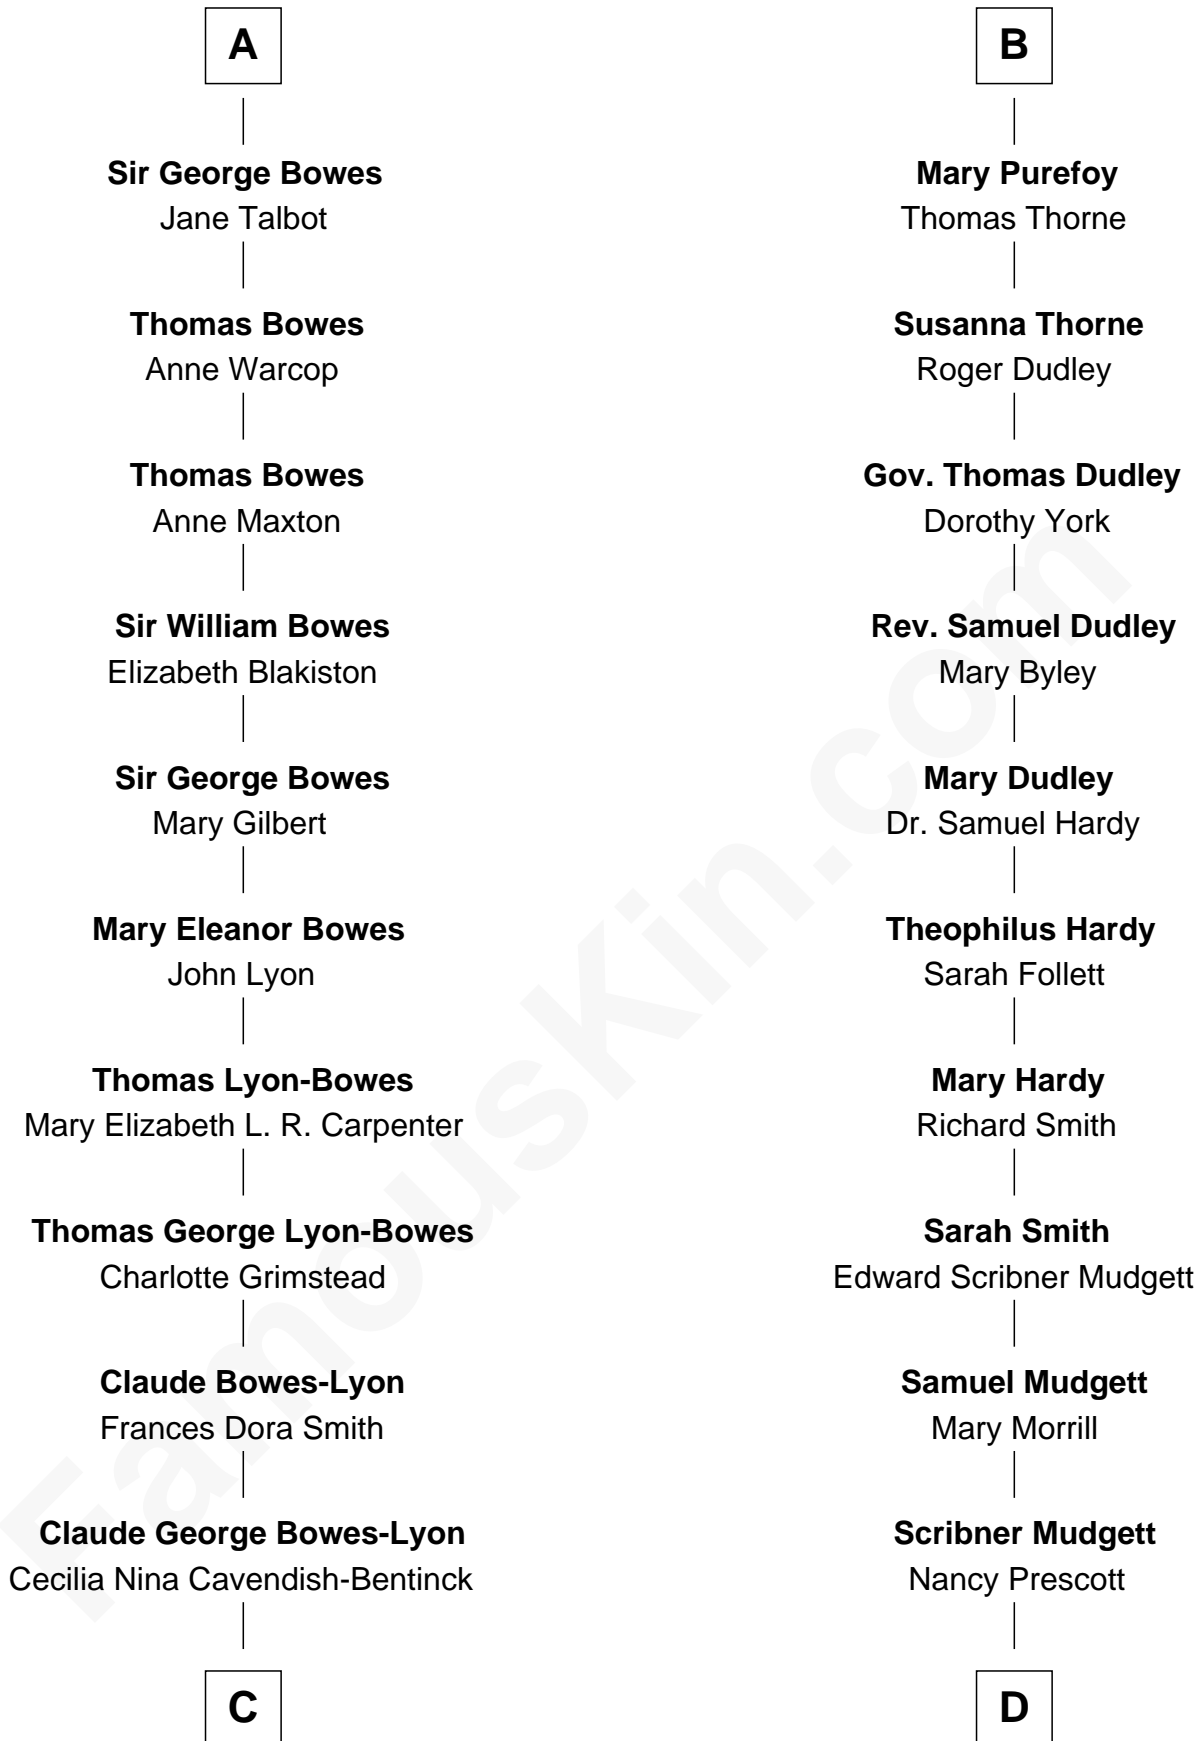 A
Sir George Bowes
Jane Talbot
Thomas Bowes
Anne Warcop
Thomas Bowes
Anne Maxton
Sir William Bowes
Elizabeth Blakiston
Sir George Bowes
Mary Gilbert
Mary Eleanor Bowes
John Lyon
Thomas Lyon-Bowes
Mary Elizabeth L. R. Carpenter
Thomas George Lyon-Bowes
Charlotte Grimstead
Claude Bowes-Lyon
Frances Dora Smith
Claude George Bowes-Lyon
Cecilia Nina Cavendish-Bentinck
C
B
Mary Purefoy
Thomas Thorne
Susanna Thorne
Roger Dudley
Gov. Thomas Dudley
Dorothy York
Rev. Samuel Dudley
Mary Byley
Mary Dudley
Dr. Samuel Hardy
Theophilus Hardy
Sarah Follett
Mary Hardy
Richard Smith
Sarah Smith
Edward Scribner Mudgett
Samuel Mudgett
Mary Morrill
Scribner Mudgett
Nancy Prescott
D
FamousKin.com